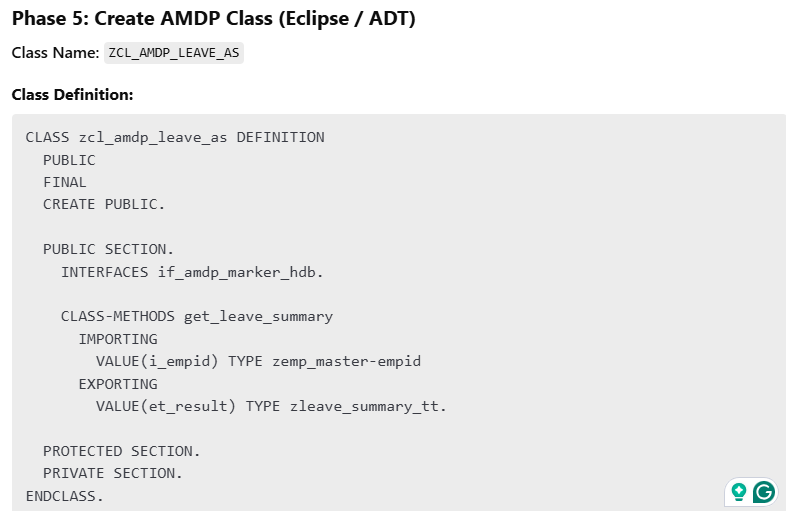 Phase 5: Create AMDP Class (Eclipse / ADT)
Class Name: ZCL_AMDP_LEAVE_AS
Class Definition:
CLASS zcl_amdp_leave_as DEFINITION
  PUBLIC
  FINAL
  CREATE PUBLIC.

  PUBLIC SECTION.
    INTERFACES if_amdp_marker_hdb.

    CLASS-METHODS get_leave_summary
      IMPORTING
        VALUE(i_empid) TYPE zemp_master-empid
      EXPORTING
        VALUE(et_result) TYPE zleave_summary_tt.

  PROTECTED SECTION.
  PRIVATE SECTION.
ENDCLASS.